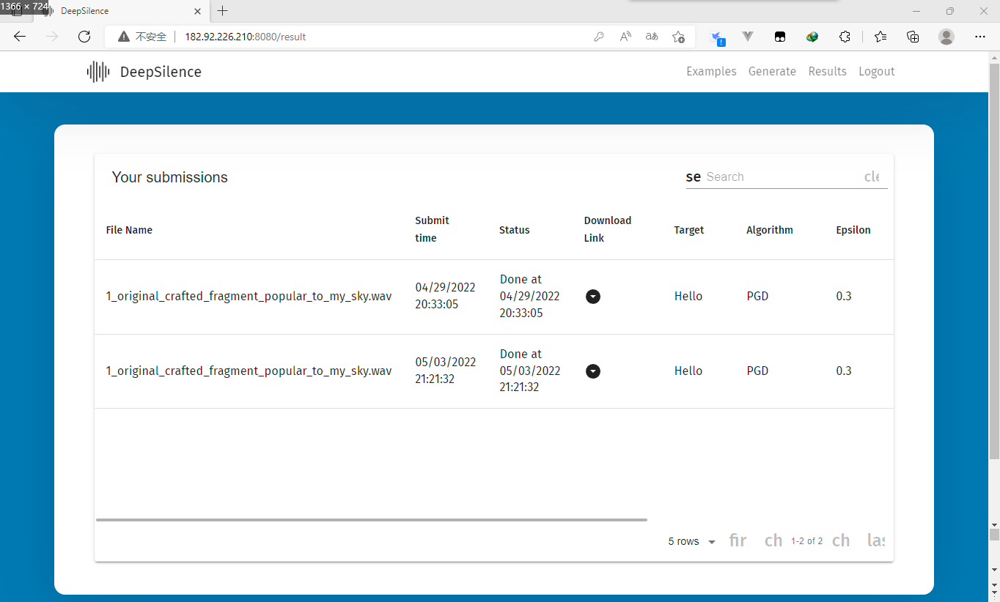 1366 × 724
DeepSilence
不安全
182.92.226.210:8080/result
DeepSilence
Examples
Generate
Results
Logout
Your submissions
se
Search
cle
File Name
Submit
time
Status
Download
Link
Target
Algorithm
Epsilon
1_original_crafted_fragment_popular_to_my_sky.wav
04/29/2022
20:33:05
Done at
04/29/2022
20:33:05
Hello
PGD
0.3
1_original_crafted_fragment_popular_to_my_sky.wav
05/03/2022
21:21:32
Done at
05/03/2022
21:21:32
Hello
PGD
0.3
5 rows
fir
ch
1-2 of 2
ch
las